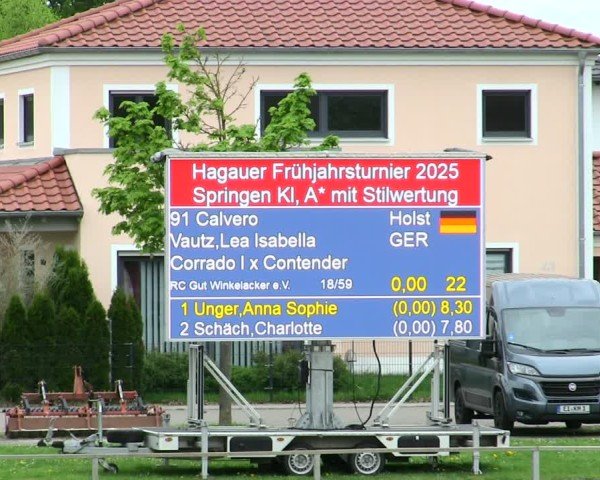 Hagauer Frühjahrsturnier 2025
Springen Kl, A* mit Stilwertung
91 Calvero Holst
Vautz,Lea Isabella GER
Corrado I x Contender
RC Gut Winkelacker e.V. 18/59 0,00 22
1 Unger,Anna Sophie (0,00) 8,30
2 Schäch,Charlotte (0,00) 7,80